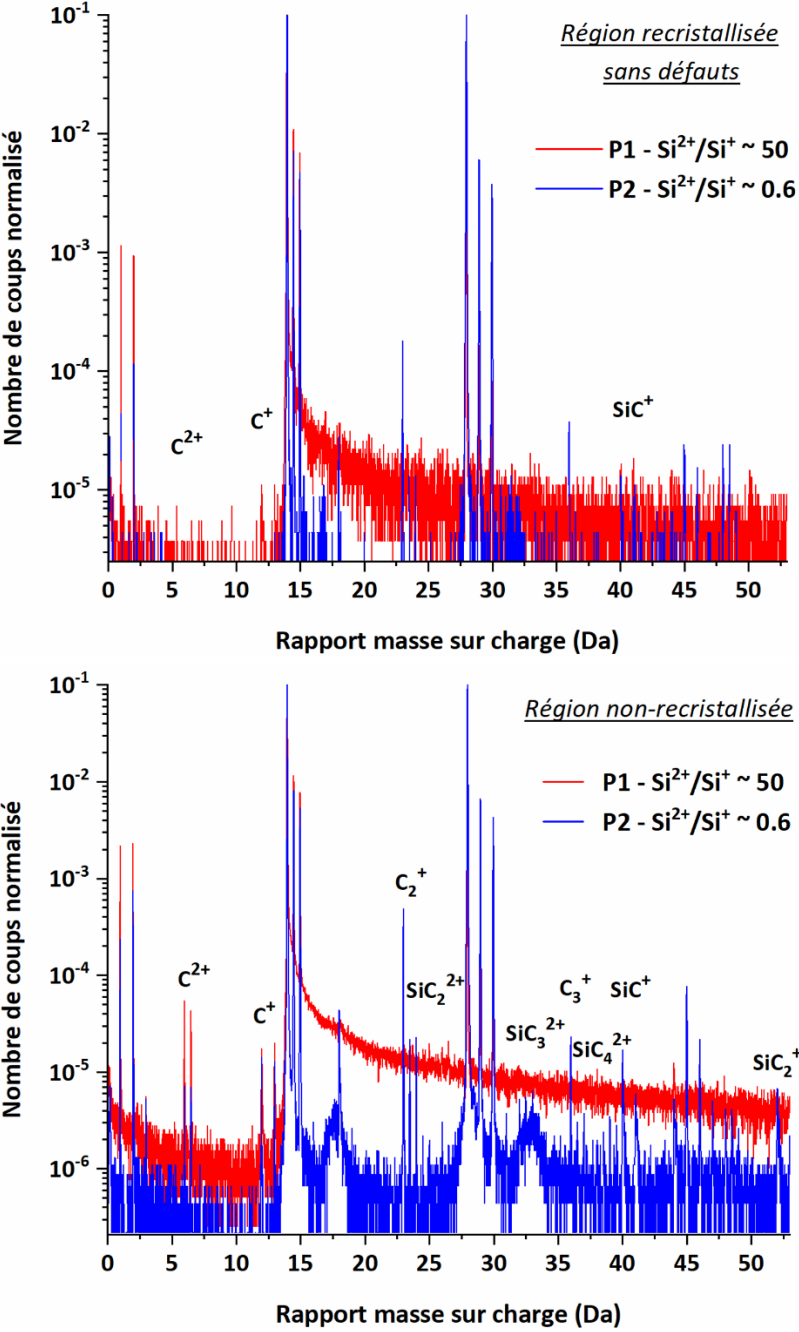 Région recristallisée
sans défauts
P1 - Si²⁺/Si⁺ ~ 50
P2 - Si²⁺/Si⁺ ~ 0.6
Nombre de coups normalisé
10⁻¹
10⁻²
10⁻³
10⁻⁴
10⁻⁵
C²⁺
C⁺
SiC⁺
0 5 10 15 20 25 30 35 40 45 50
Rapport masse sur charge (Da)
Région non-recristallisée
P1 - Si²⁺/Si⁺ ~ 50
P2 - Si²⁺/Si⁺ ~ 0.6
Nombre de coups normalisé
10⁻¹
10⁻²
10⁻³
10⁻⁴
10⁻⁵
10⁻⁶
C²⁺
C⁺
C₂⁺
SiC₂²⁺
SiC₃²⁺
C₃⁺
SiC₄²⁺
SiC⁺
SiC₂⁺
0 5 10 15 20 25 30 35 40 45 50
Rapport masse sur charge (Da)